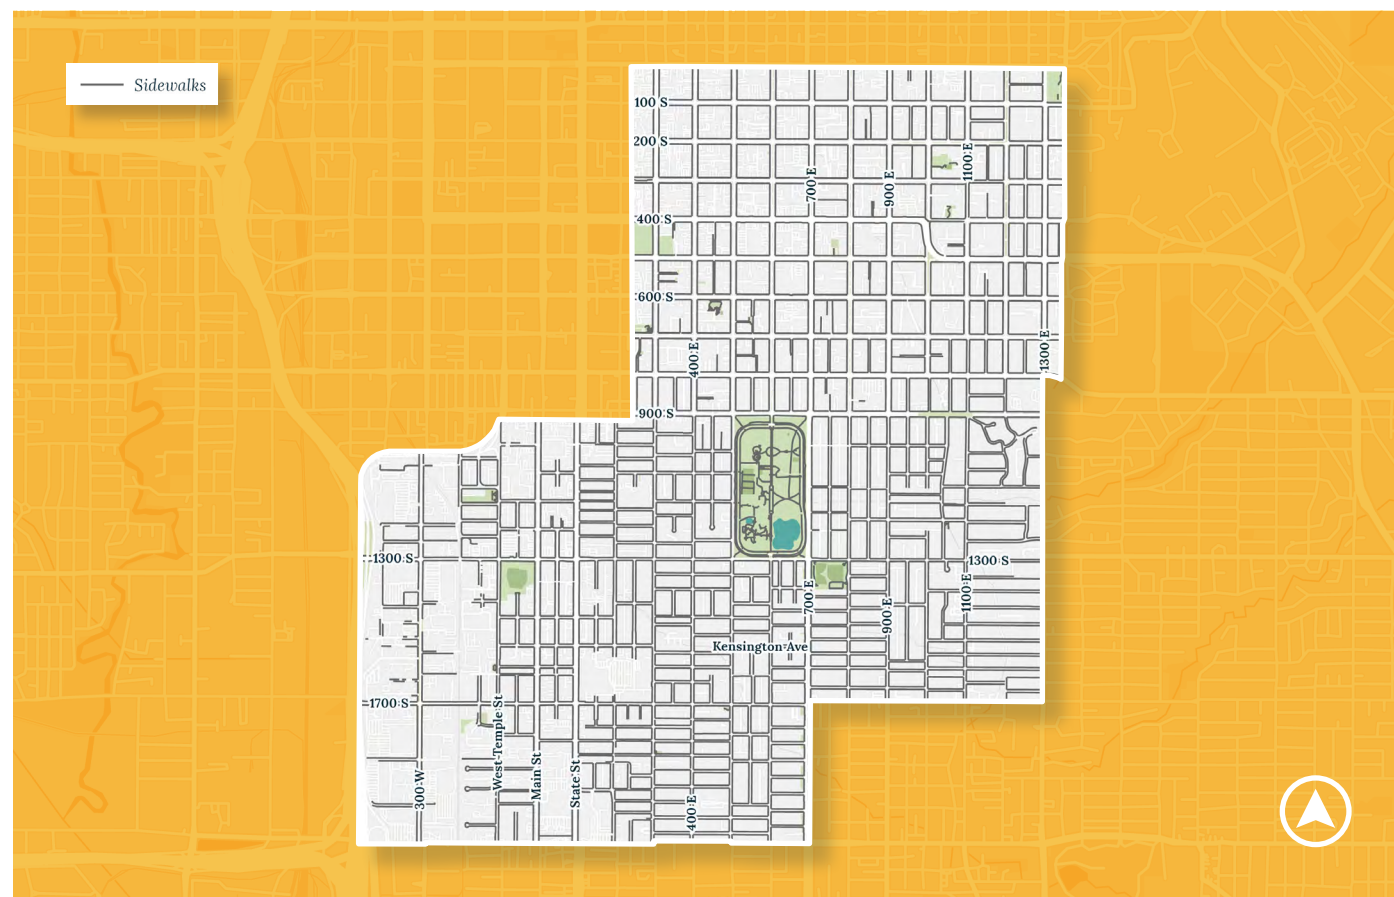 Sidewalks
100 S
200 S
1100 E
700 E
900 E
400 S
600 S
400 E
1300 E
900 S
1300 S
1300 S
700 E
1100 E
900 E
Kensington Ave
1700 S
West Temple St
Main St
State St
300 W
400 E